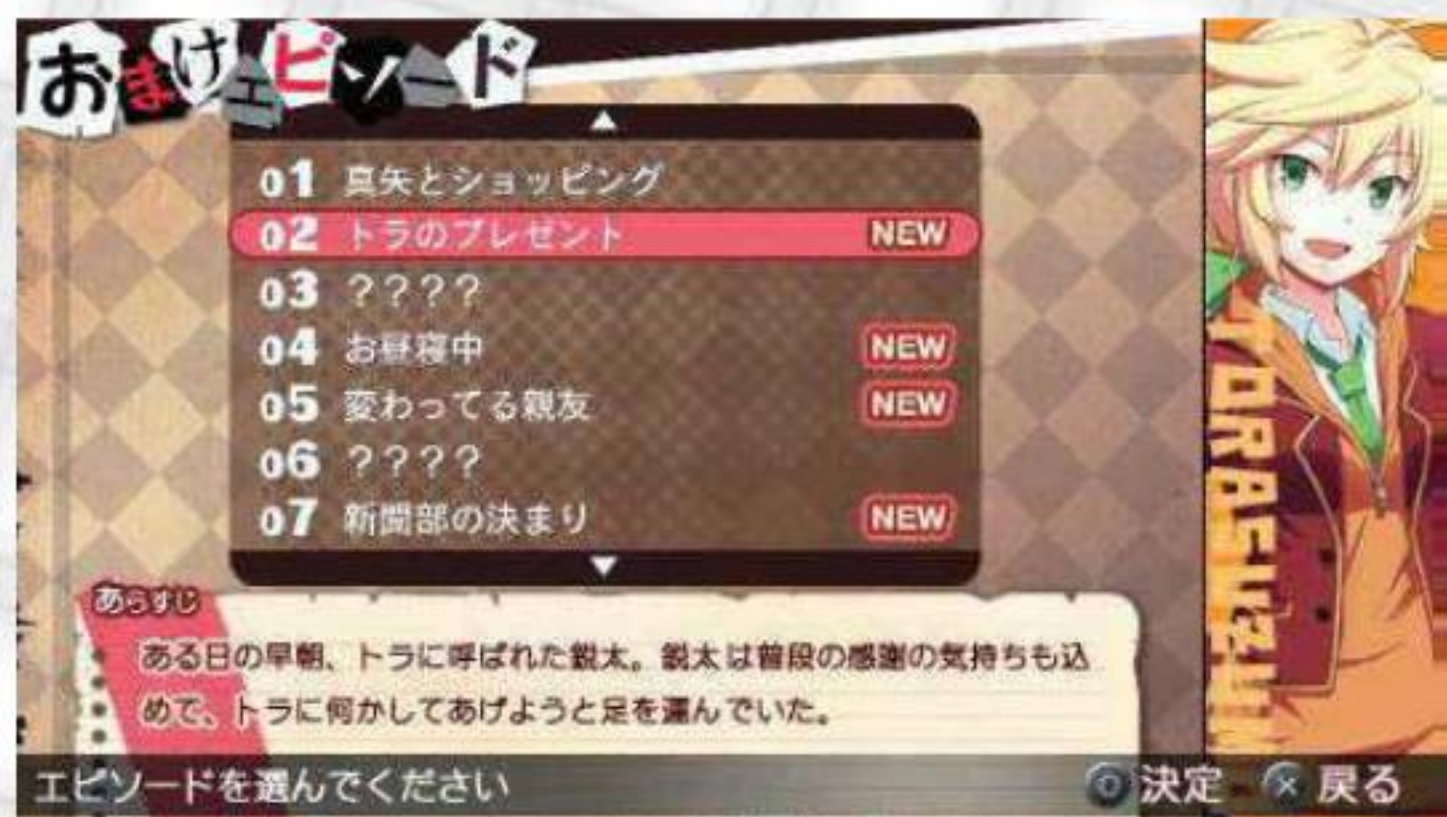 おまけエピソード
01 真矢とショッピング
02 トラのプレゼント NEW
03 ????
04 お昼寝中 NEW
05 変わってる親友 NEW
06 ????
07 新聞部の決まり NEW
あらすじ
ある日の早朝、トラに呼ばれた鋭太。鋭太は普段の感謝の気持ちも込
めて、トラに何かしてあげようと足を運んでいた。
エピソードを選んでください
決定 × 戻る